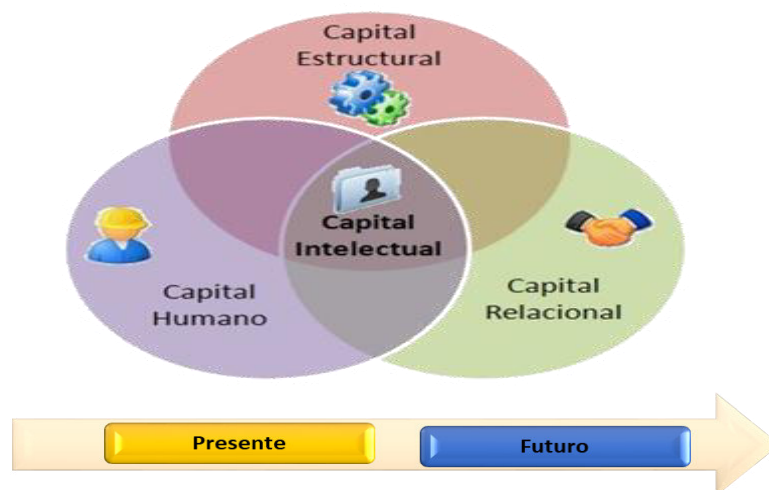 Capital
Estructural
Capital
Intelectual
Capital
Humano
Capital
Relacional
Presente
Futuro